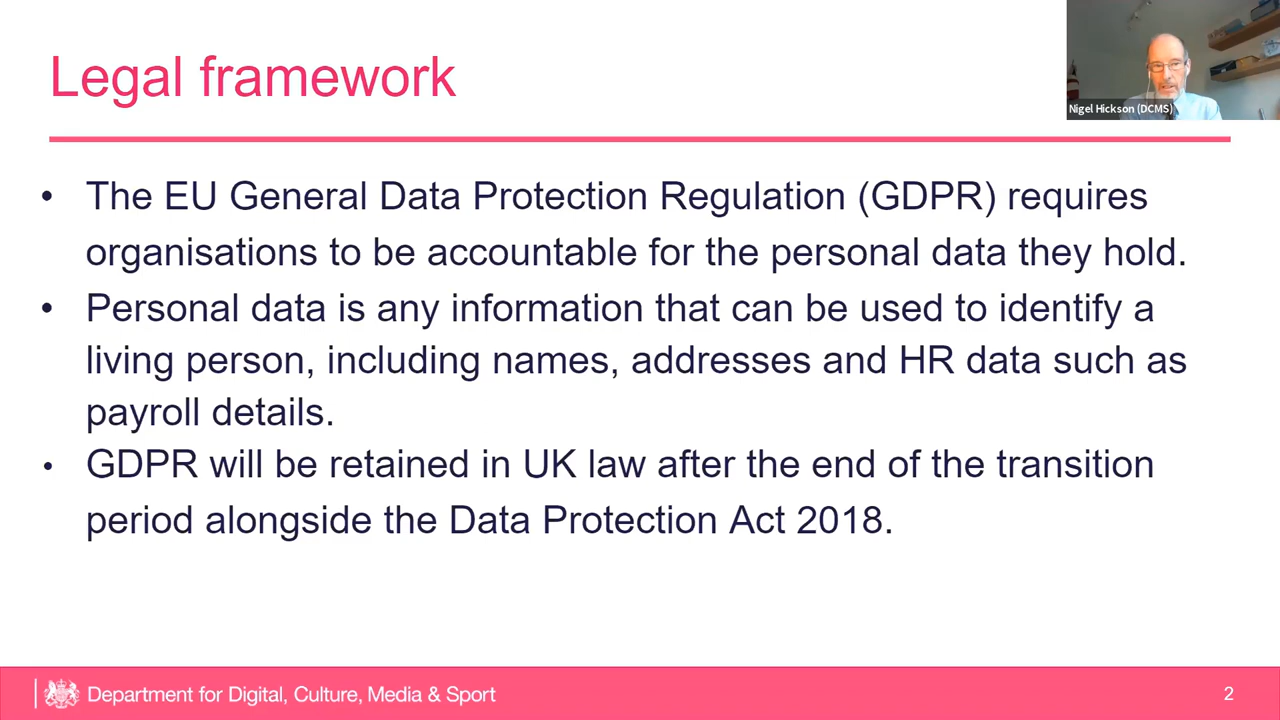 Legal framework
Nigel Hickson (DCMS)
• The EU General Data Protection Regulation (GDPR) requires
organisations to be accountable for the personal data they hold.
• Personal data is any information that can be used to identify a
living person, including names, addresses and HR data such as
payroll details.
• GDPR will be retained in UK law after the end of the transition
period alongside the Data Protection Act 2018.
Department for Digital, Culture, Media & Sport
2